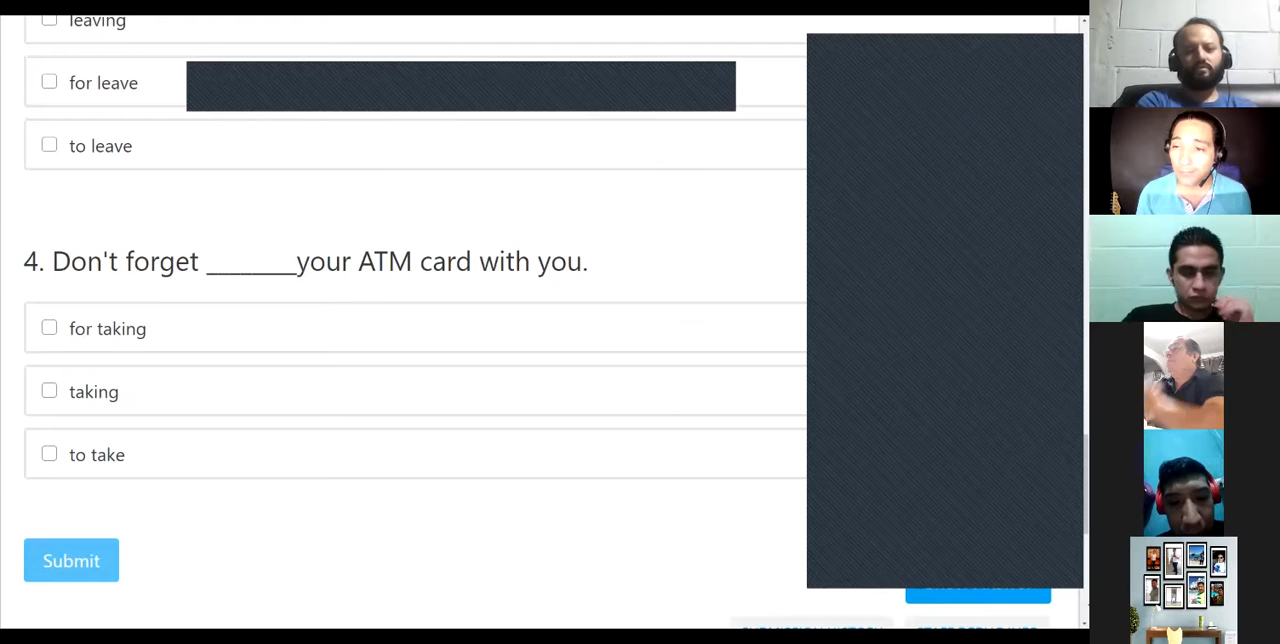 leaving
for leave
to leave
4. Don't forget ________your ATM card with you.
for taking
taking
to take
Submit